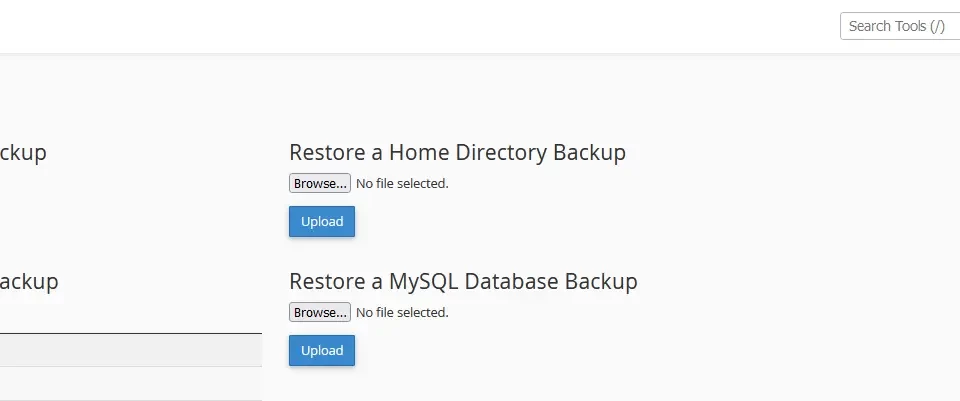 Search Tools (/)
ckup
Restore a Home Directory Backup
Browse... No file selected.
Upload
ackup
Restore a MySQL Database Backup
Browse... No file selected.
Upload